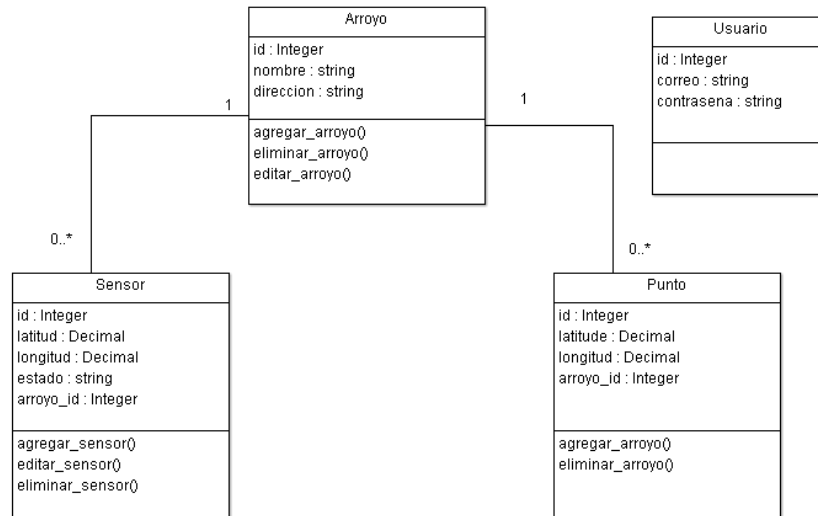 Arroyo
id : Integer
nombre : string
direccion : string
agregar_arroyo()
eliminar_arroyo()
editar_arroyo()
Usuario
id : Integer
correo : string
contrasena : string
1
1
0..*
0..*
Sensor
id : Integer
latitud : Decimal
longitud : Decimal
estado : string
arroyo_id : Integer
agregar_sensor()
editar_sensor()
eliminar_sensor()
Punto
id : Integer
latitude : Decimal
longitud : Decimal
arroyo_id : Integer
agregar_arroyo()
eliminar_arroyo()